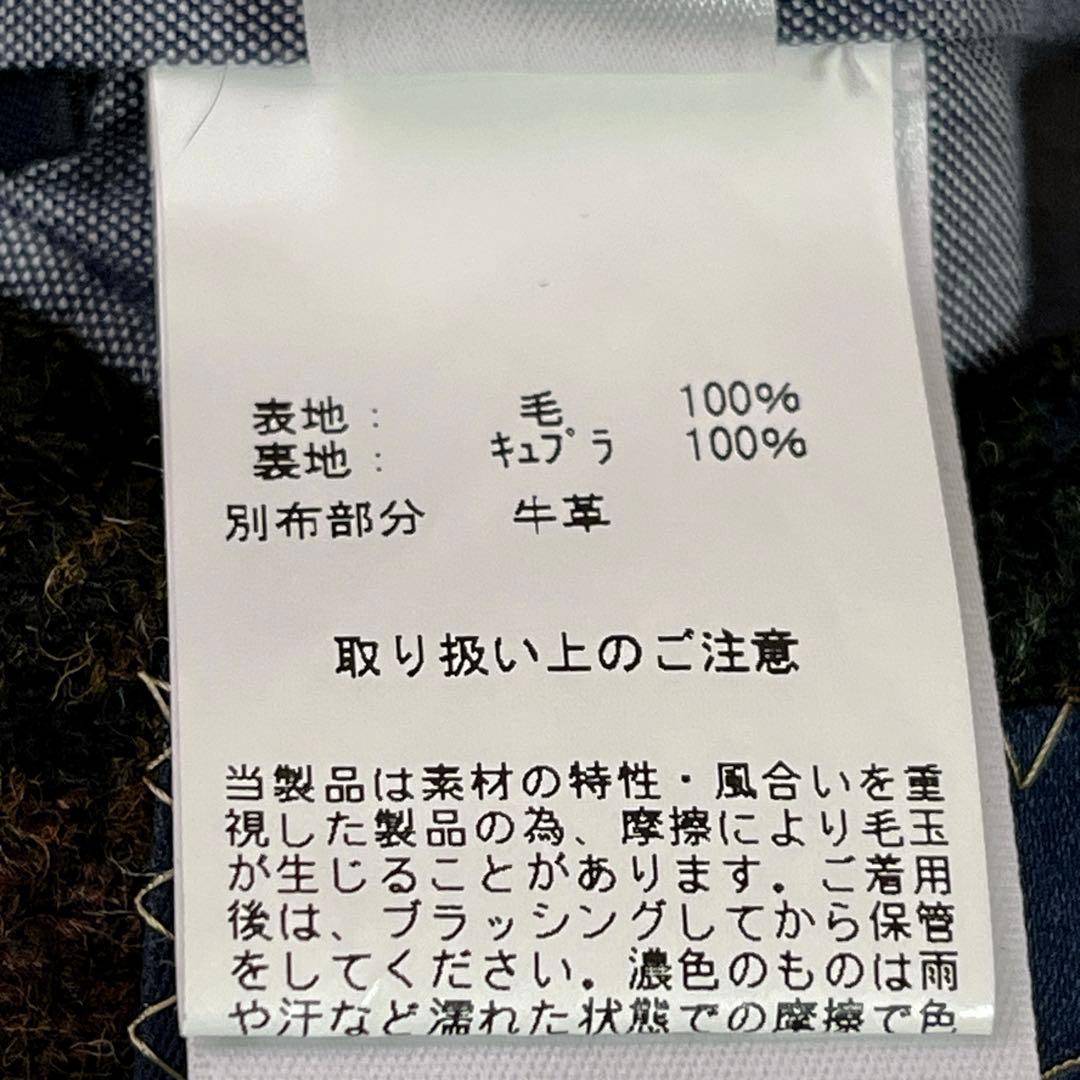 表地: 毛 100%
裏地: ｷｭﾌﾟﾗ 100%
別布部分 牛革
取り扱い上のご注意
当製品は素材の特性・風合いを重
視した製品の為、摩擦により毛玉
が生じることがあります。ご着用
後は、ブラッシングしてから保管
をしてください。濃色のものは雨
や汗など濡れた状態での摩擦で色